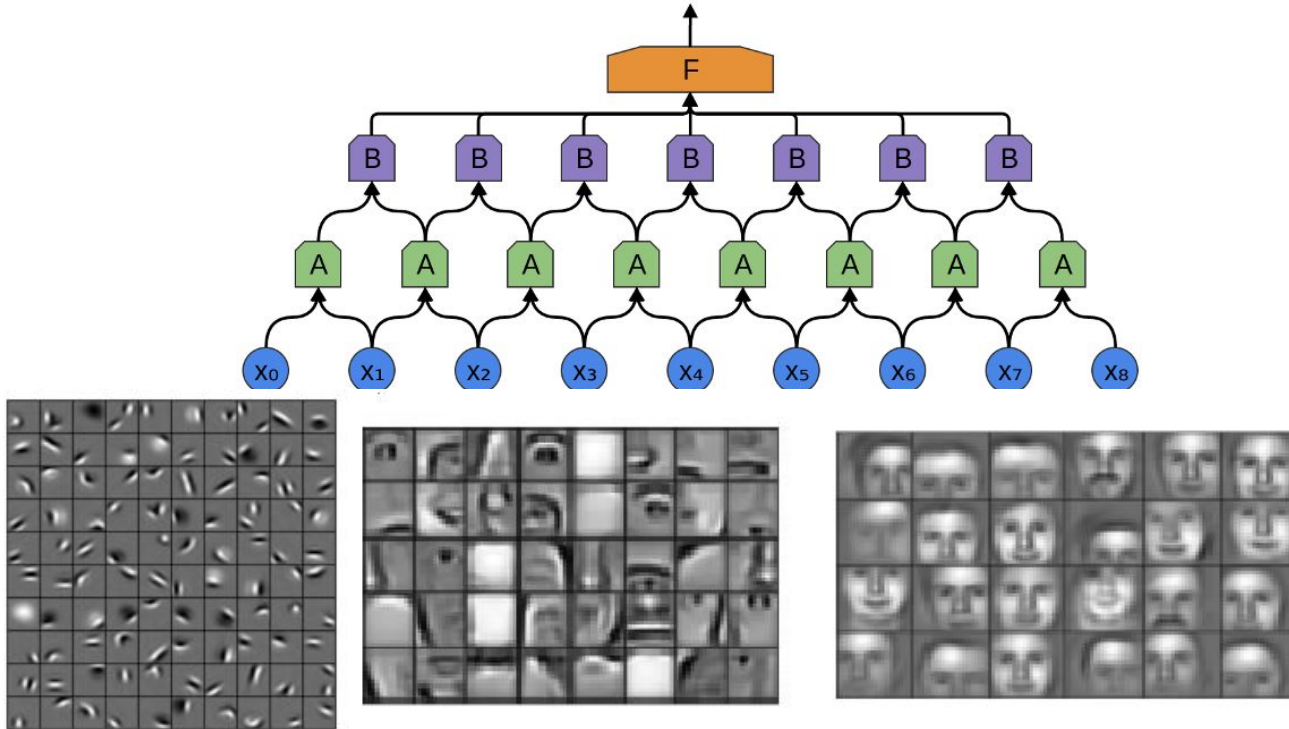 F
B B B B B B B
A A A A A A A A
x₀ x₁ x₂ x₃ x₄ x₅ x₆ x₇ x₈